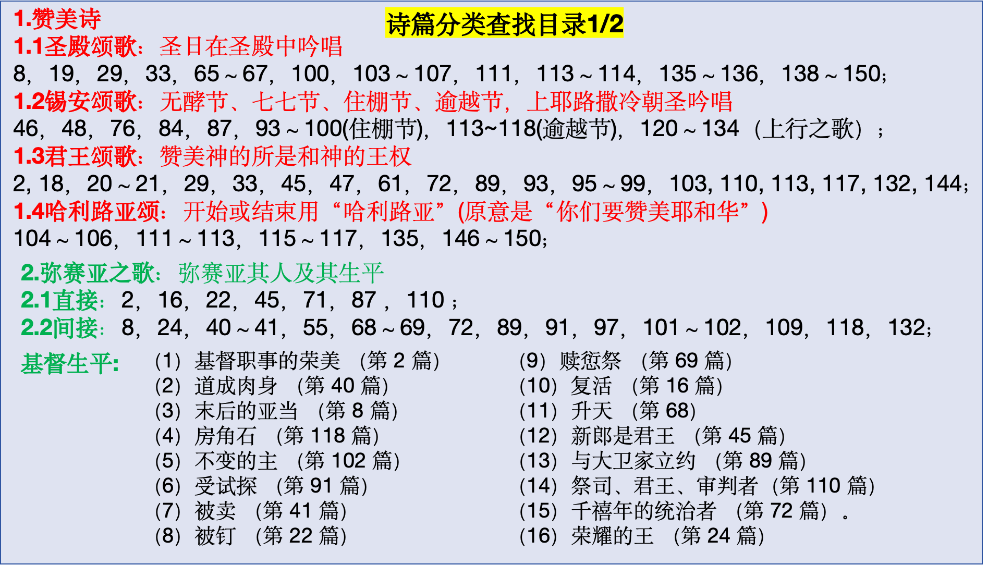 诗篇分类查找目录1/2
1.赞美诗
1.1圣殿颂歌：圣日在圣殿中吟唱
8，19，29，33，65～67，100，103～107，111，113～114，135～136，138～150；
1.2锡安颂歌：无酵节、七七节、住棚节、逾越节，上耶路撒冷朝圣吟唱
46，48，76，84，87，93～100(住棚节)，113~118(逾越节)，120～134（上行之歌）；
1.3君王颂歌：赞美神的所是和神的王权
2, 18，20～21，29，33，45，47，61，72，89，93，95～99，103, 110, 113, 117, 132, 144；
1.4哈利路亚颂：开始或结束用“哈利路亚”(原意是“你们要赞美耶和华”)
104～106，111～113，115～117，135，146～150；
2.弥赛亚之歌：弥赛亚其人及其生平
2.1直接：2，16，22，45，71，87 ，110；
2.2间接：8，24，40～41，55，68～69，72，89，91，97，101～102，109，118，132；
基督生平:
（1）基督职事的荣美 （第 2 篇）
（2）道成肉身 （第 40 篇）
（3）末后的亚当 （第 8 篇）
（4）房角石 （第 118 篇）
（5）不变的主 （第 102 篇）
（6）受试探 （第 91 篇）
（7）被卖 （第 41 篇）
（8）被钉 （第 22 篇）
（9）赎愆祭 （第 69 篇）
（10）复活 （第 16 篇）
（11）升天 （第 68）
（12）新郎是君王 （第 45 篇）
（13）与大卫家立约 （第 89 篇）
（14）祭司、君王、审判者（第 110 篇）
（15）千禧年的统治者 （第 72 篇）。
（16）荣耀的王 （第 24 篇）